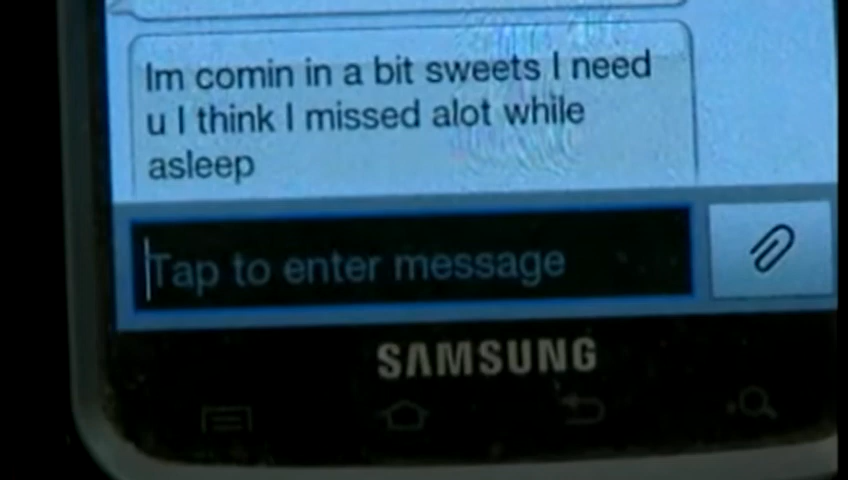 Im comin in a bit sweets I need
u I think I missed alot while
asleep
Tap to enter message
SAMSUNG